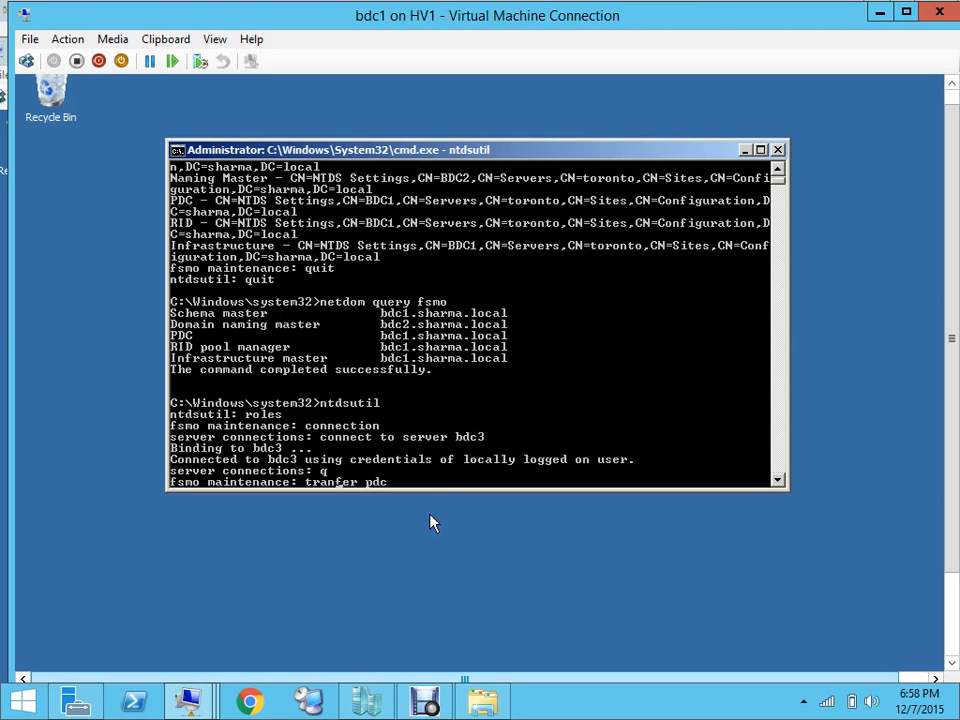 bdc1 on HV1 - Virtual Machine Connection
File Action Media Clipboard View Help
Recycle Bin
Administrator: C:\Windows\System32\cmd.exe - ntdsutil
n,DC=sharma,DC=local
Naming Master - CN=NTDS Settings,CN=BDC2,CN=Servers,CN=toronto,CN=Sites,CN=Confi
guration,DC=sharma,DC=local
PDC - CN=NTDS Settings,CN=BDC1,CN=Servers,CN=toronto,CN=Sites,CN=Configuration,D
C=sharma,DC=local
RID - CN=NTDS Settings,CN=BDC1,CN=Servers,CN=toronto,CN=Sites,CN=Configuration,D
C=sharma,DC=local
Infrastructure - CN=NTDS Settings,CN=BDC1,CN=Servers,CN=toronto,CN=Sites,CN=Conf
iguration,DC=sharma,DC=local
fsmo maintenance: quit
ntdsutil: quit
C:\Windows\system32>netdom query fsmo
Schema master bdc1.sharma.local
Domain naming master bdc2.sharma.local
PDC bdc1.sharma.local
RID pool manager bdc1.sharma.local
Infrastructure master bdc1.sharma.local
The command completed successfully.
C:\Windows\system32>ntdsutil
ntdsutil: roles
fsmo maintenance: connection
server connections: connect to server bdc3
Binding to bdc3 ...
Connected to bdc3 using credentials of locally logged on user.
server connections: q
fsmo maintenance: tranfer pdc
6:58 PM
12/7/2015